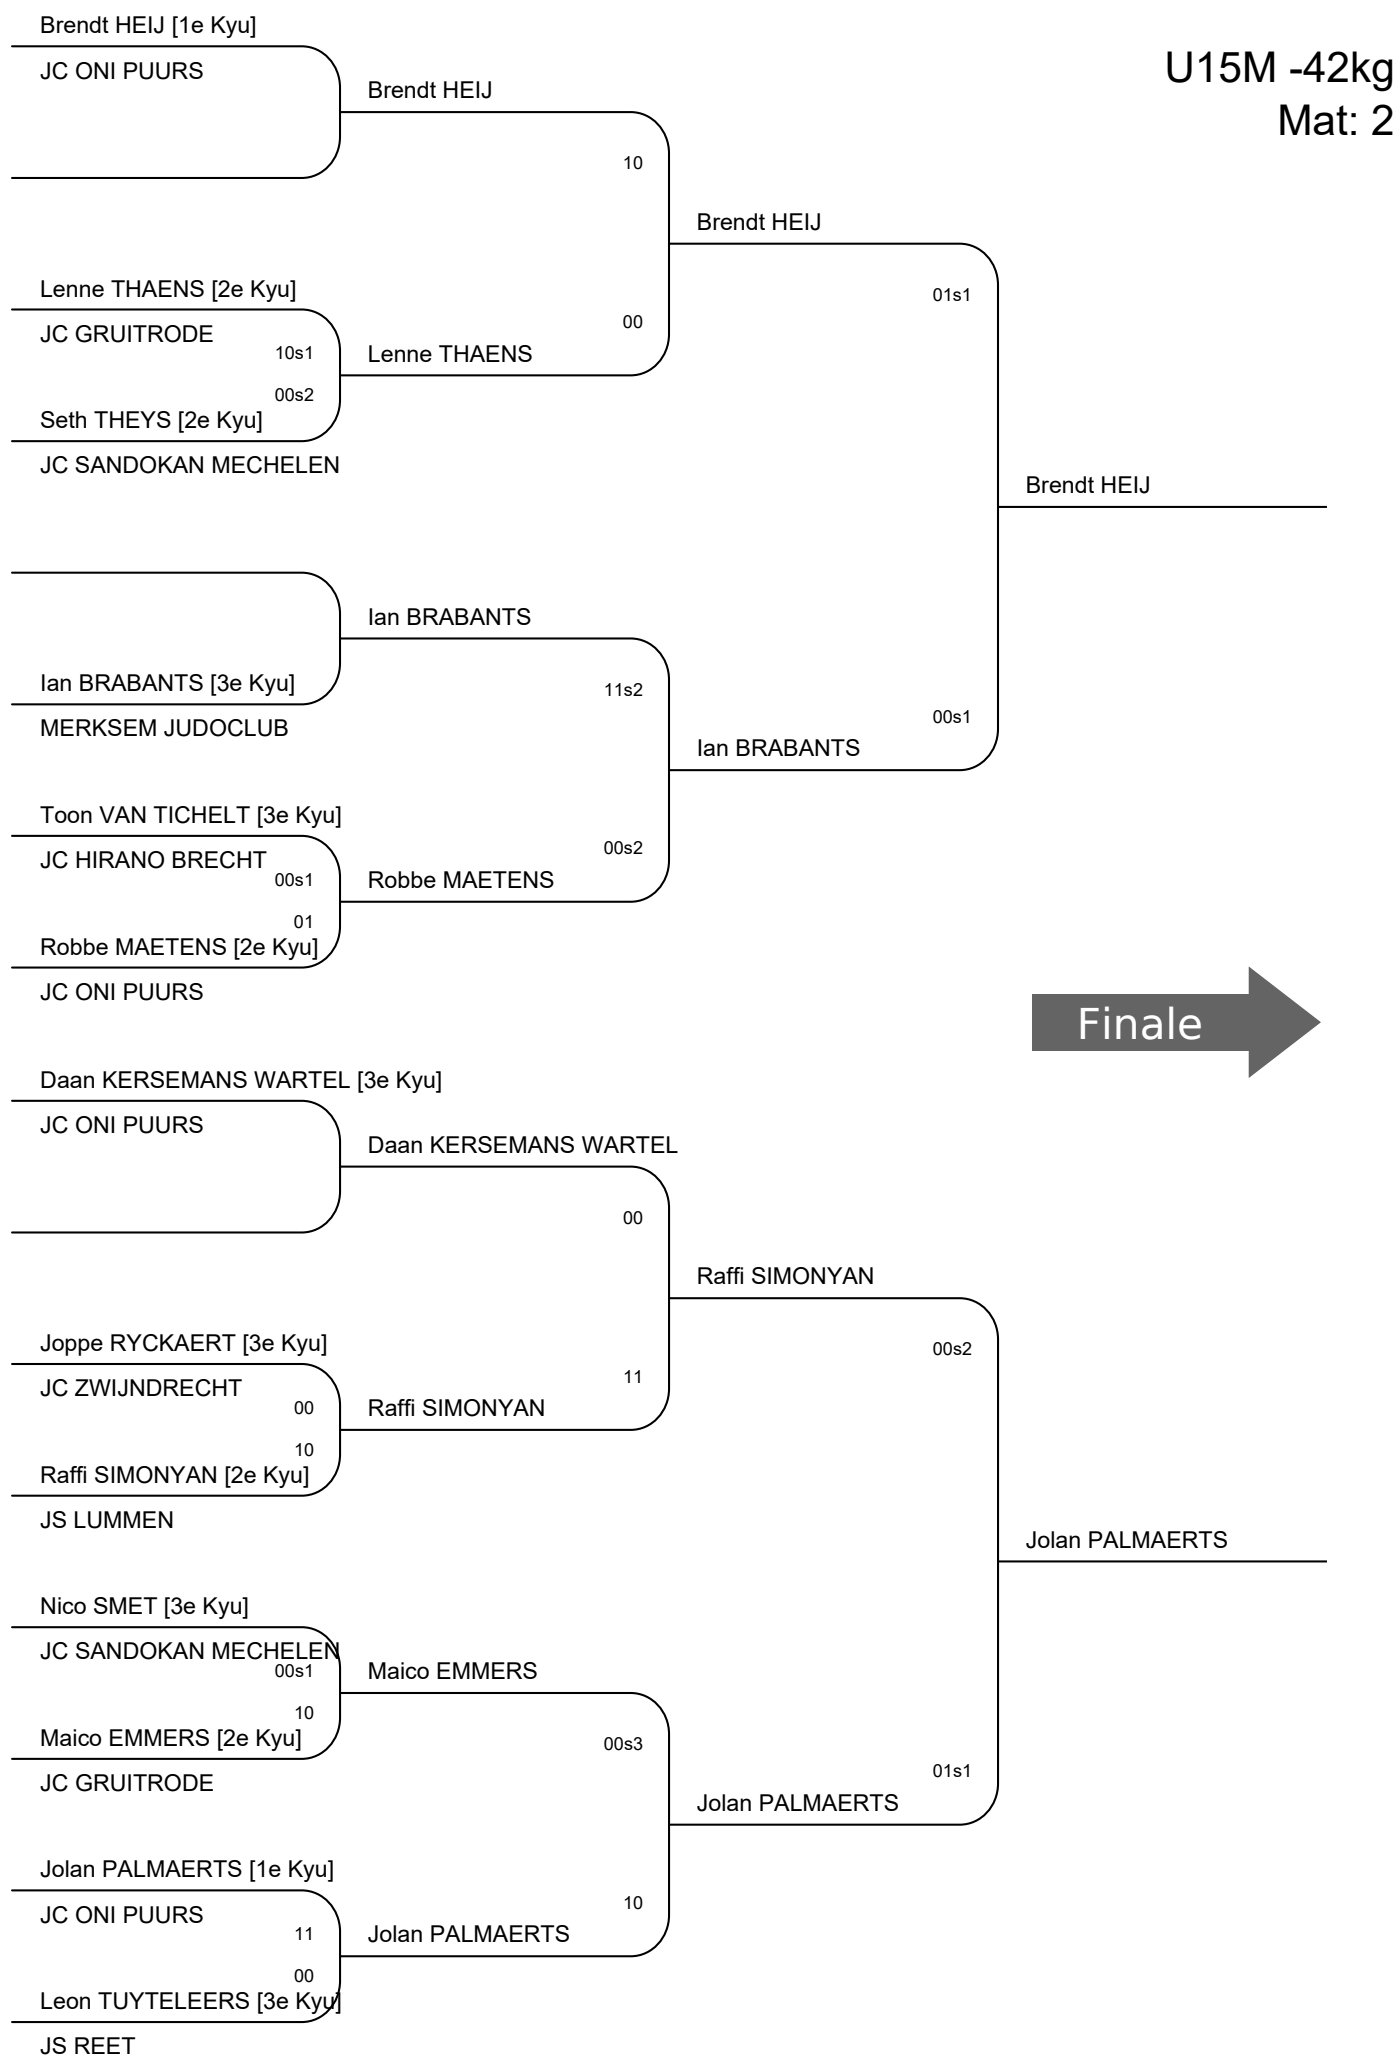 Brendt HEIJ [1e Kyu]
JC ONI PUURS
U15M -42kg
Mat: 2
Brendt HEIJ
10
Brendt HEIJ
Lenne THAENS [2e Kyu]
01s1
JC GRUITRODE
00
10s1
Lenne THAENS
00s2
Seth THEYS [2e Kyu]
JC SANDOKAN MECHELEN
Brendt HEIJ
Ian BRABANTS
Ian BRABANTS [3e Kyu]
11s2
MERKSEM JUDOCLUB
00s1
Ian BRABANTS
Toon VAN TICHELT [3e Kyu]
JC HIRANO BRECHT
00s2
00s1
Robbe MAETENS
01
Robbe MAETENS [2e Kyu]
JC ONI PUURS
Finale
Daan KERSEMANS WARTEL [3e Kyu]
JC ONI PUURS
Daan KERSEMANS WARTEL
00
Raffi SIMONYAN
Joppe RYCKAERT [3e Kyu]
00s2
JC ZWIJNDRECHT
11
00
Raffi SIMONYAN
10
Raffi SIMONYAN [2e Kyu]
JS LUMMEN
Jolan PALMAERTS
Nico SMET [3e Kyu]
JC SANDOKAN MECHELEN
00s1
Maico EMMERS
10
Maico EMMERS [2e Kyu]
00s3
JC GRUITRODE
01s1
Jolan PALMAERTS
Jolan PALMAERTS [1e Kyu]
JC ONI PUURS
10
11
Jolan PALMAERTS
00
Leon TUYTELEERS [3e Kyu]
JS REET